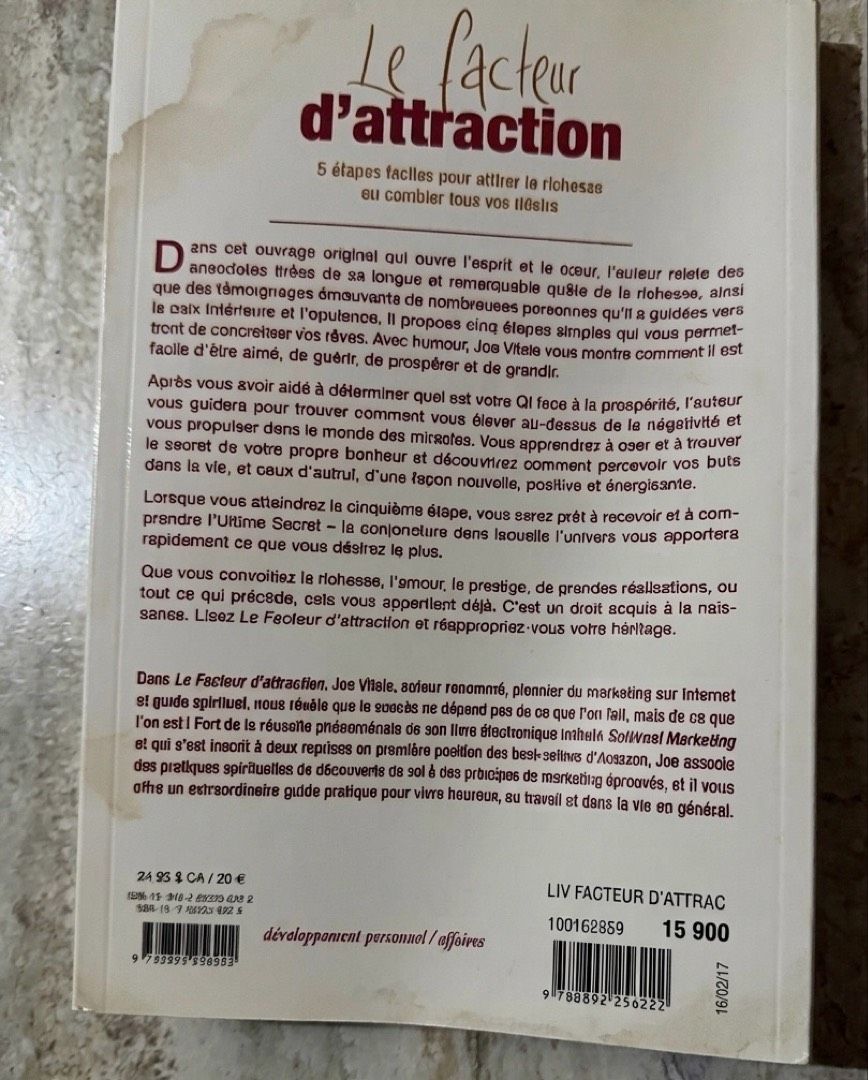 Le facteur
d'attraction
5 étapes faciles pour attirer la richesse
ou combler tous vos
Dans cet ouvrage original qui ouvre l'esprit et le cœur, l'auteur relate des
anecdotes tirées de sa longue et remarquable quête de la richesse, ainsi
que des témoignages émouvants de nombreuses personnes qu'il a guidées vers
la paix intérieure et l'opulence. Il propose cinq étapes simples qui vous permet-
tront de concretiser vos rêves. Avec humour, Joe Vitale vous montre comment il est
facile d'être aimé, de guérir, de prospérer et de grandir.
Après vous avoir aidé à déterminer quel est votre QI face à la prospérité, l'auteur
vous guidera pour trouver comment vous élever au-dessus de la négativité et
vous propulser dans le monde des miracles. Vous apprendrez à oser et à trouver
le secret de votre propre bonheur et découvrirez comment percevoir vos buts
dans la vie, et ceux d'autrui, d'une façon nouvelle, positive et énergisante.
Lorsque vous atteindrez la cinquième étape, vous serez prêt à recevoir et à com-
prendre l'Ultime Secret – la conjoncture dans laquelle l'univers vous apportera
rapidement ce que vous désirez le plus.
Que vous convoitiez la richesse, l'amour, le prestige, de grandes réalisations, ou
tout ce qui précède, cela vous appartient déjà. C'est un droit acquis à la nais-
sance. Lisez Le Facteur d'attraction et réappropriez-vous votre héritage.
Dans Le Facteur d'attraction, Joe Vitale, auteur renommé, pionnier du marketing sur Internet
et guide spirituel, nous révèle que le succès ne dépend pas de ce que l'on fait, mais de ce que
l'on est ! Fort de la réussite phénoménale de son livre électronique Marketing
et qui s'est inscrit à deux reprises en première position des best-sellers d'Amazon, Joe associe
des pratiques spirituelles de découverte de soi à des principes de marketing éprouvés, et il vous
offre un extraordinaire guide pratique pour vivre heureux, au travail et dans la vie en général.
24 95 $ CA / 20 €
développement personnel / affaires
LIV FACTEUR D'ATTRAC
100162859 15 900
9 788892 256222
16/02/17